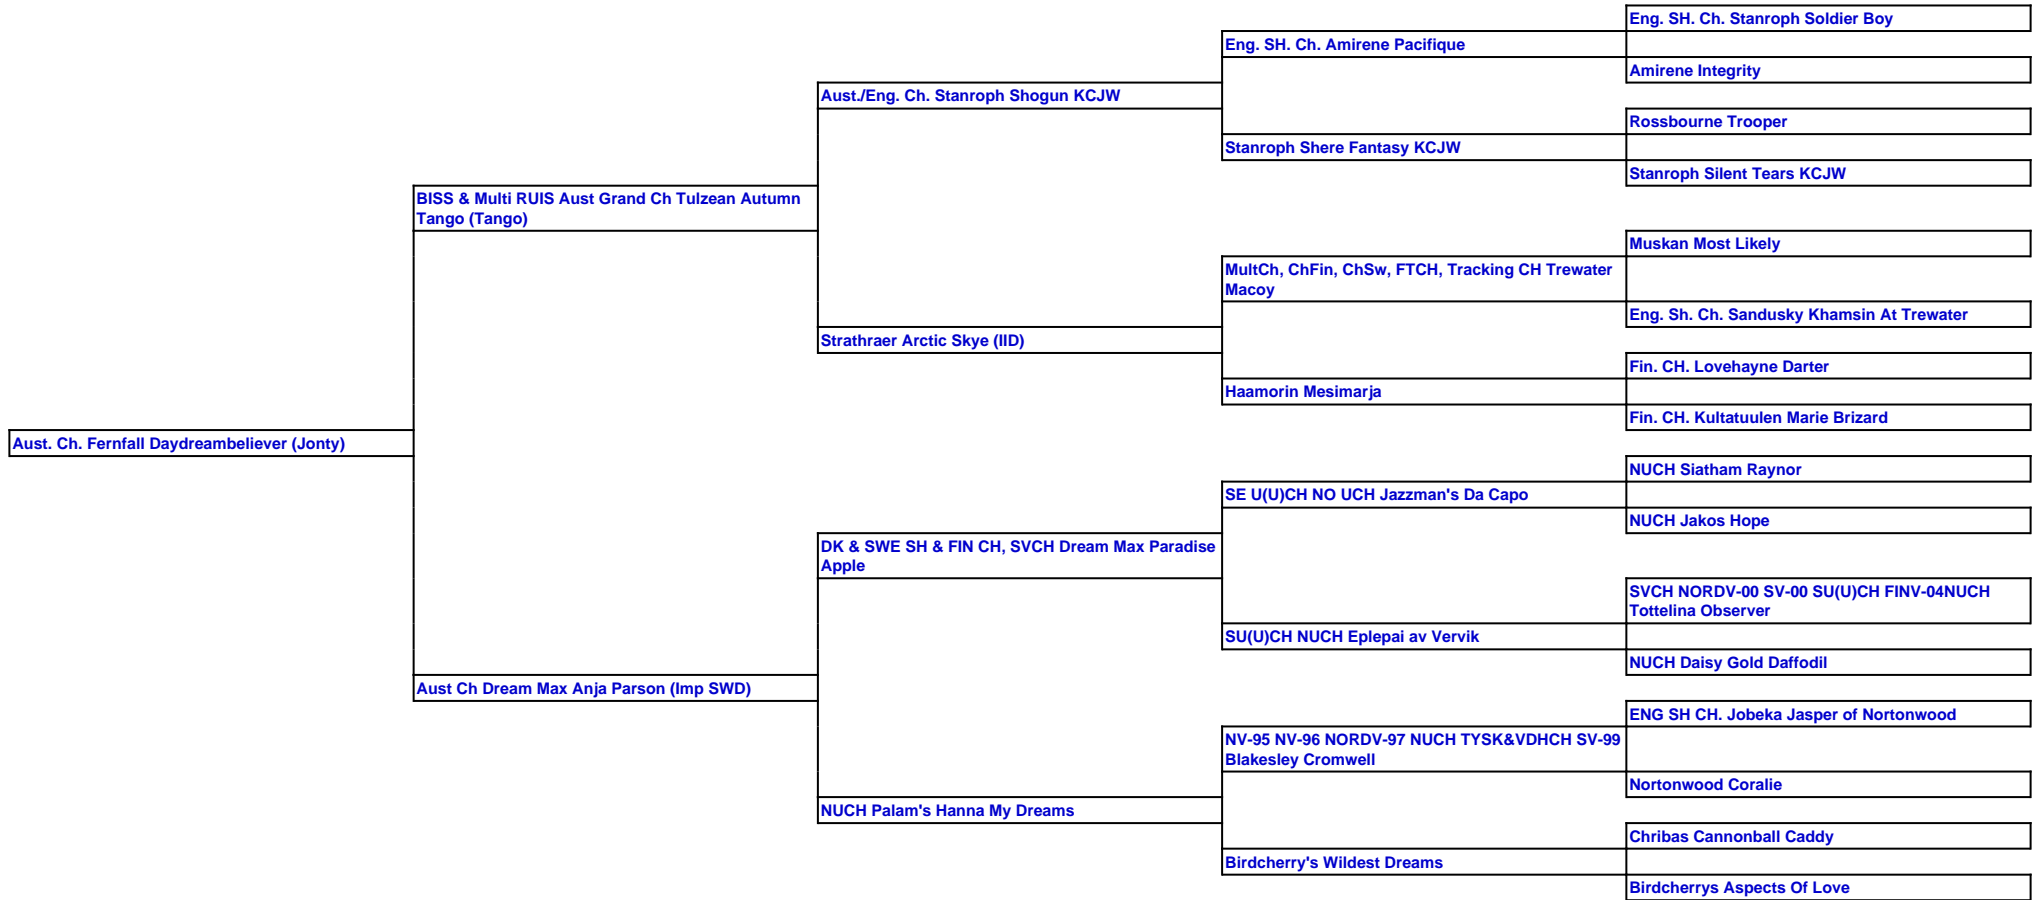 Eng. SH. Ch. Stanroph Soldier Boy
Eng. SH. Ch. Amirene Pacifique
Amirene Integrity
Aust./Eng. Ch. Stanroph Shogun KCJW
Rossbourne Trooper
Stanroph Shere Fantasy KCJW
Stanroph Silent Tears KCJW
BISS & Multi RUIS Aust Grand Ch Tulzean Autumn
Tango (Tango)
Muskan Most Likely
MultCh, ChFin, ChSw, FTCH, Tracking CH Trewater
Macoy
Eng. Sh. Ch. Sandusky Khamsin At Trewater
Strathraer Arctic Skye (IID)
Fin. CH. Lovehayne Darter
Haamorin Mesimarja
Fin. CH. Kultatuulen Marie Brizard
Aust. Ch. Fernfall Daydreambeliever (Jonty)
NUCH Siatham Raynor
SE U(U)CH NO UCH Jazzman's Da Capo
NUCH Jakos Hope
DK & SWE SH & FIN CH, SVCH Dream Max Paradise
Apple
SVCH NORDV-00 SV-00 SU(U)CH FINV-04NUCH
Tottelina Observer
SU(U)CH NUCH Eplepai av Vervik
NUCH Daisy Gold Daffodil
Aust Ch Dream Max Anja Parson (Imp SWD)
ENG SH CH. Jobeka Jasper of Nortonwood
NV-95 NV-96 NORDV-97 NUCH TYSK&VDHCH SV-99
Blakesley Cromwell
Nortonwood Coralie
NUCH Palam's Hanna My Dreams
Chribas Cannonball Caddy
Birdcherry's Wildest Dreams
Birdcherrys Aspects Of Love